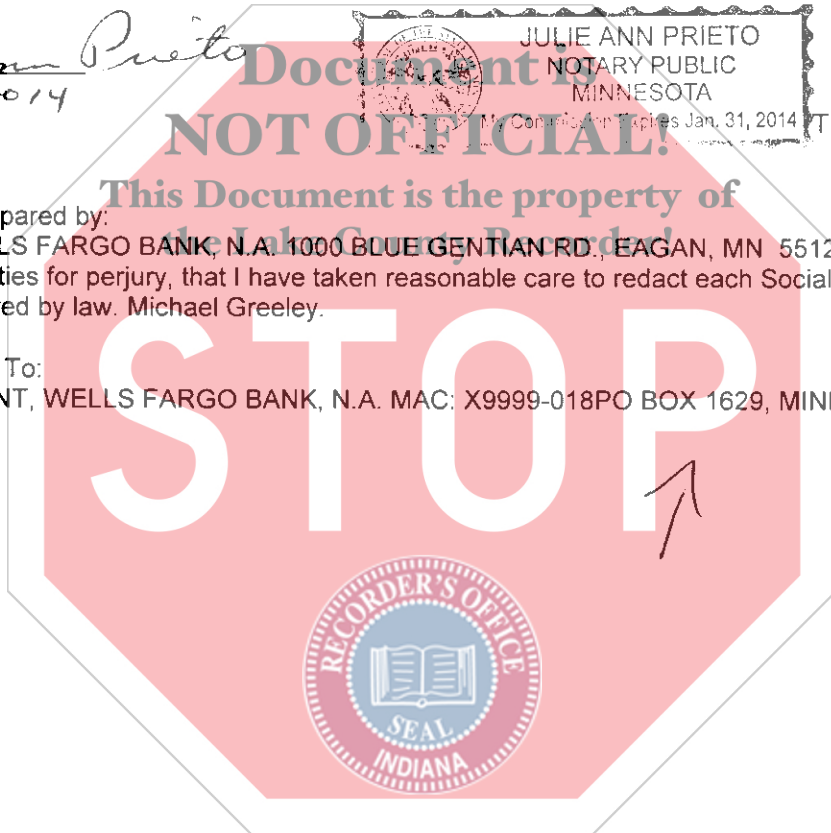 Prieto
JULIE ANN PRIETO
NOTARY PUBLIC
MINNESOTA
My Commission Expires Jan. 31, 2014
Document is
NOT OFFICIAL!
This Document is the property of
the Lake County Recorder!
pared by:
LS FARGO BANK, N.A. 1000 BLUE GENTIAN RD., EAGAN, MN 5512
ties for perjury, that I have taken reasonable care to redact each Social
ed by law. Michael Greeley.
To:
NT, WELLS FARGO BANK, N.A. MAC: X9999-018PO BOX 1629, MINI
STOP
RECORDER'S OFFICE
SEAL
INDIANA